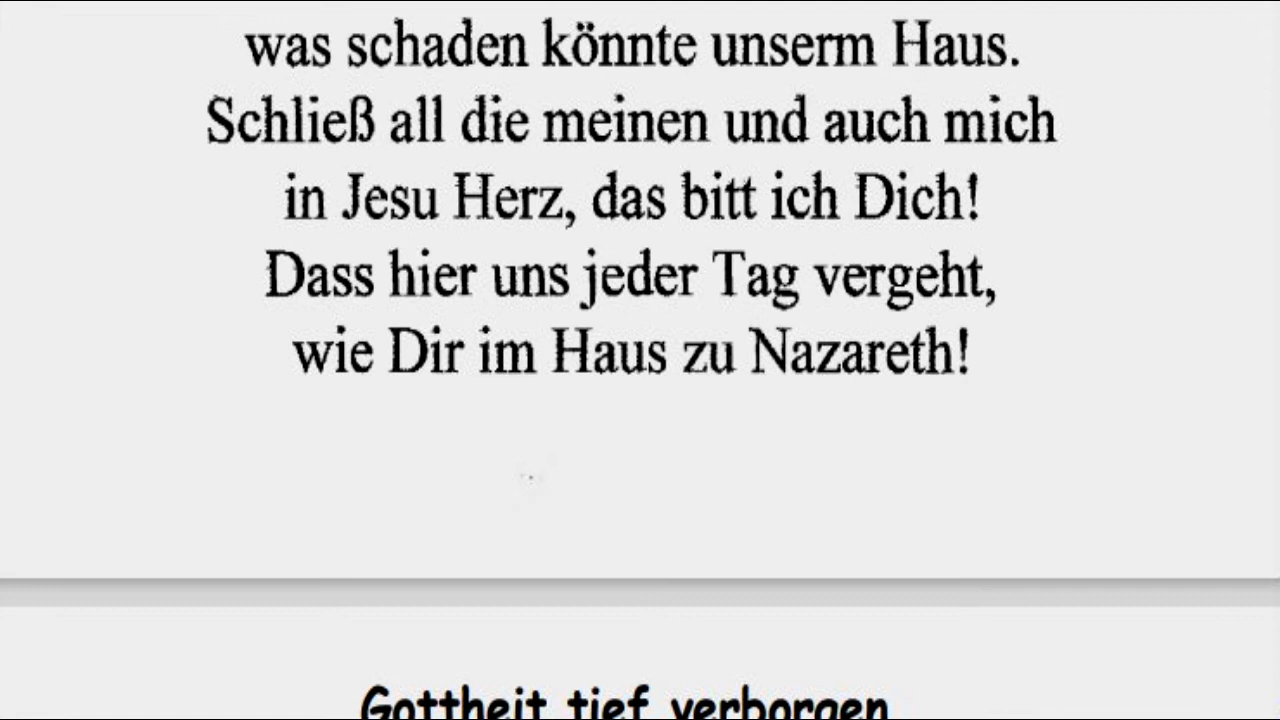 was schaden könnte unserm Haus.
Schließ all die meinen und auch mich
in Jesu Herz, das bitt ich Dich!
Dass hier uns jeder Tag vergeht,
wie Dir im Haus zu Nazareth!
Gottheit tief verborgen